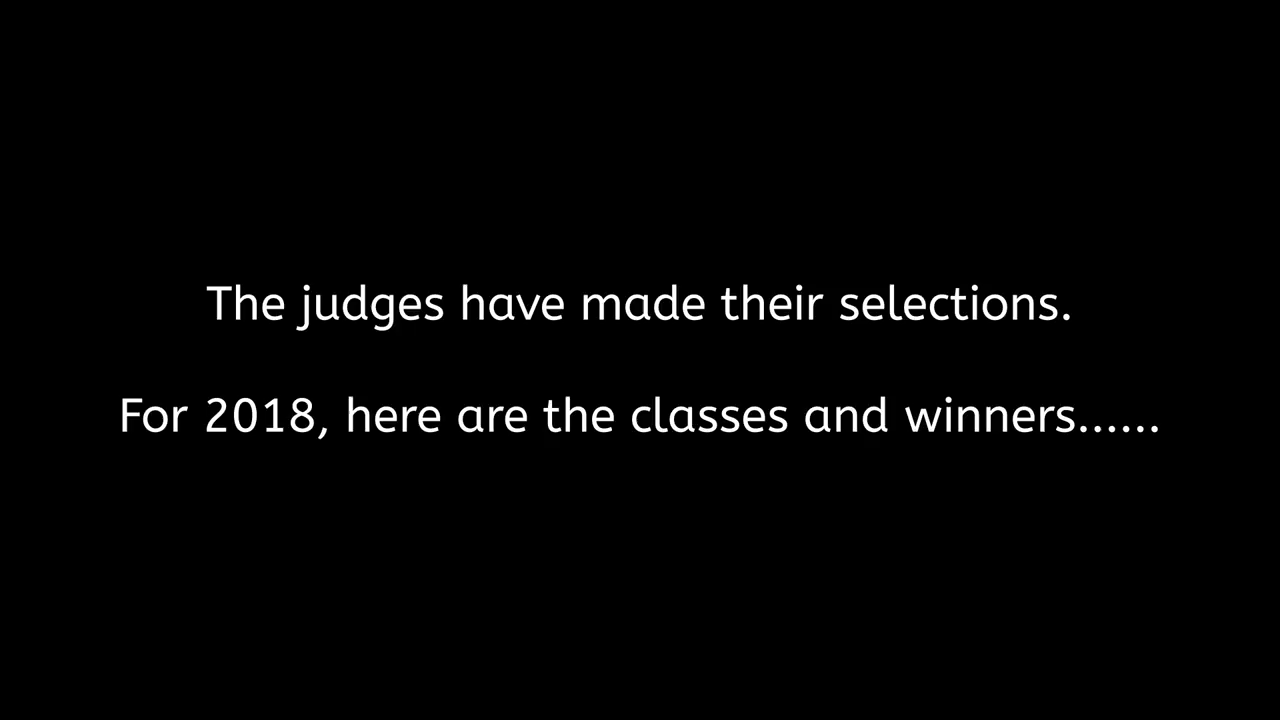 The judges have made their selections.
For 2018, here are the classes and winners......